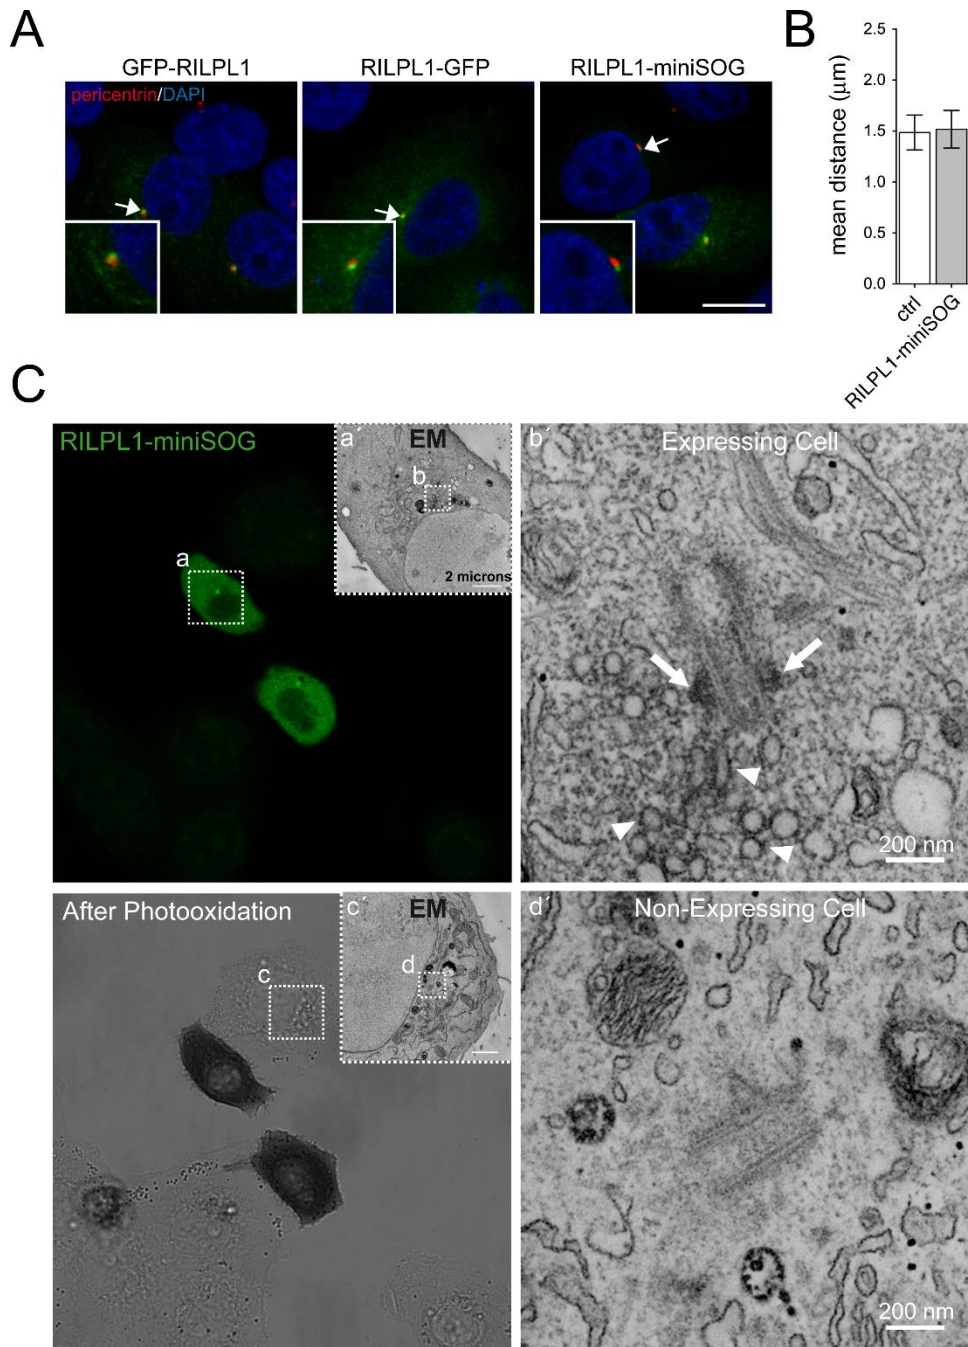 A
GFP-RILPL1
RILPL1-GFP
RILPL1-miniSOG
pericentrin/DAPI
B
mean distance (μm)
2.5
2.0
1.5
1.0
0.5
0.0
ctrl
RILPL1-miniSOG
C
RILPL1-miniSOG
a
a´
EM
b
2 microns
b´
Expressing Cell
200 nm
After Photooxidation
c
c´
EM
d
d´
Non-Expressing Cell
200 nm